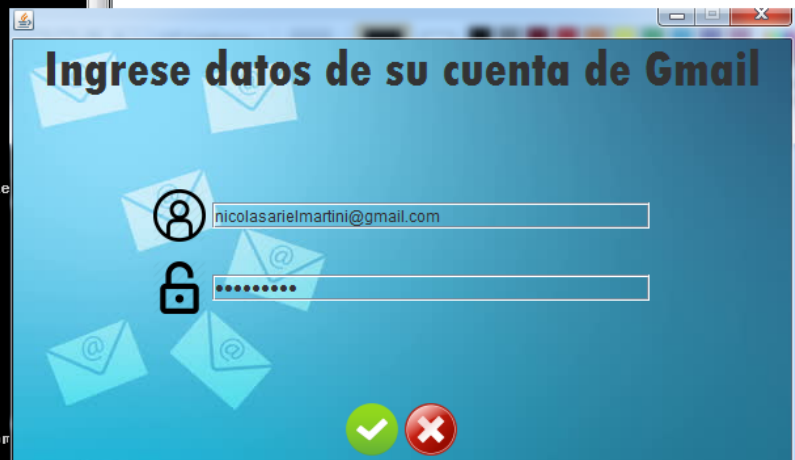 Ingrese datos de su cuenta de Gmail
nicolasarielmartini@gmail.com
•••••••••